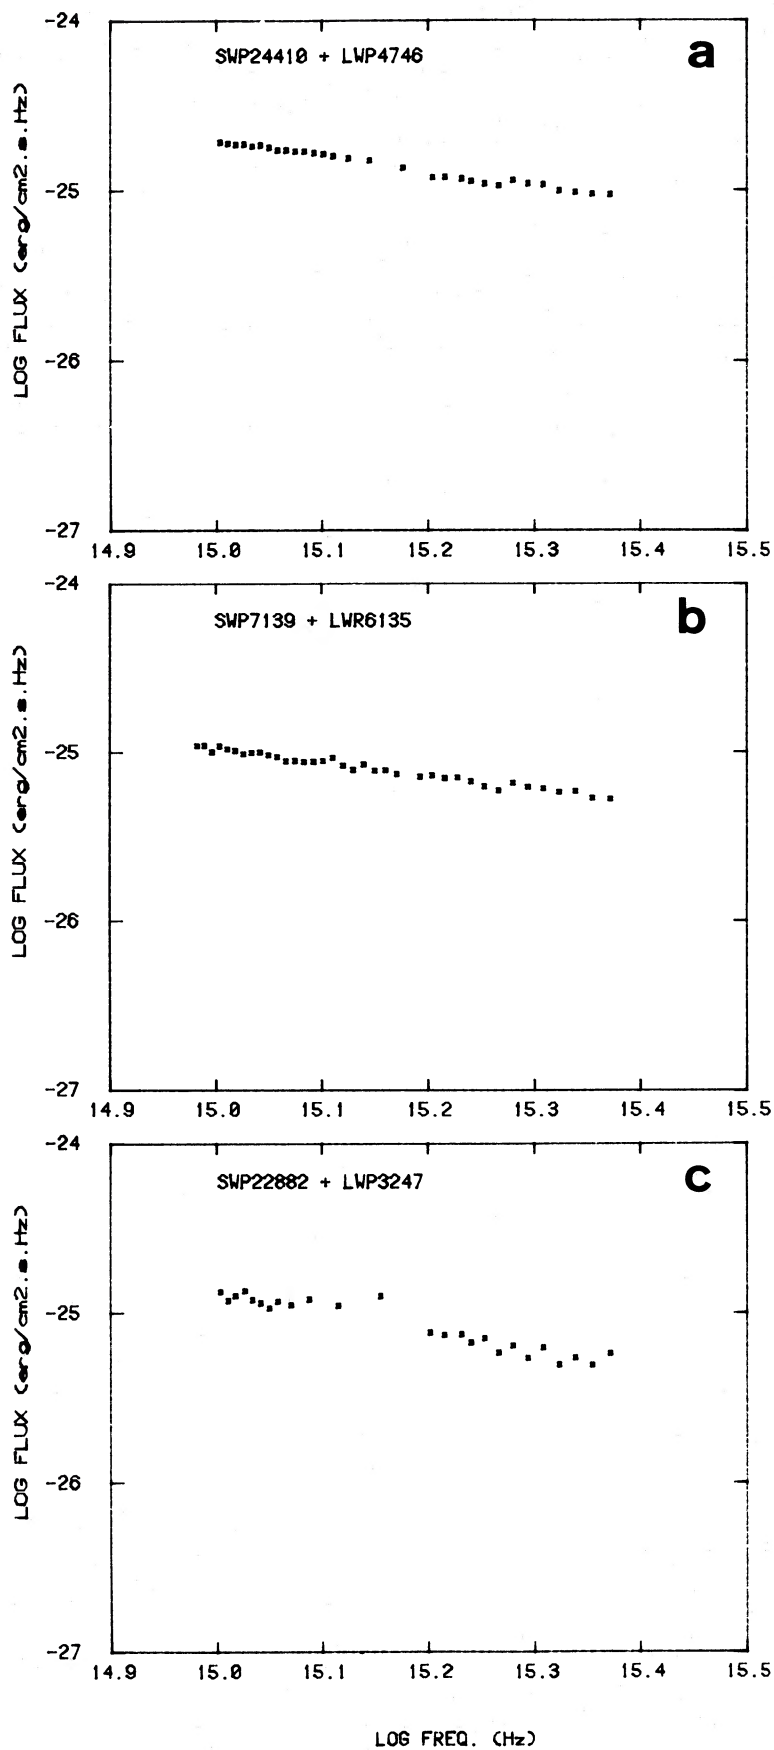 -24
SWP24410 + LWP4746
a
LOG FLUX (erg/cm2.s.Hz)
-25
-26
-27
14.9 15.0 15.1 15.2 15.3 15.4 15.5
-24
SWP7139 + LWR6135
b
LOG FLUX (erg/cm2.s.Hz)
-25
-26
-27
14.9 15.0 15.1 15.2 15.3 15.4 15.5
-24
SWP22882 + LWP3247
c
LOG FLUX (erg/cm2.s.Hz)
-25
-26
-27
14.9 15.0 15.1 15.2 15.3 15.4 15.5
LOG FREQ. (Hz)